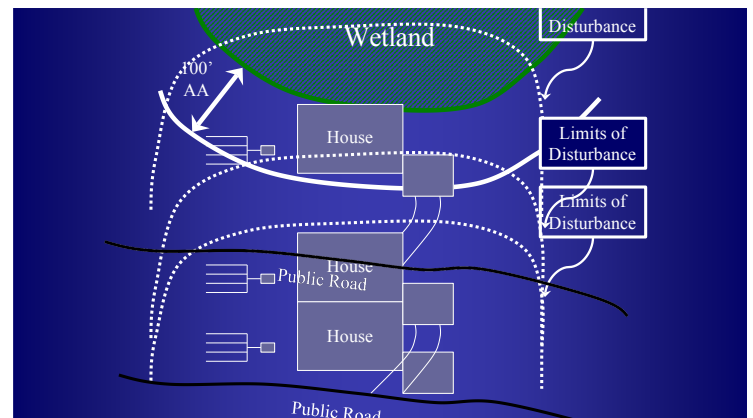 Wetland
Disturbance
100'
AA
House
Limits of
Disturbance
Limits of
Disturbance
House
Public Road
House
Public Road